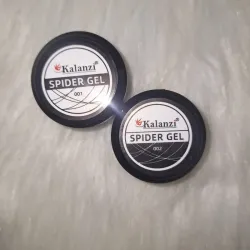 Kalanzi
SPIDER GEL
001
Kalanzi
SPIDER GEL
002